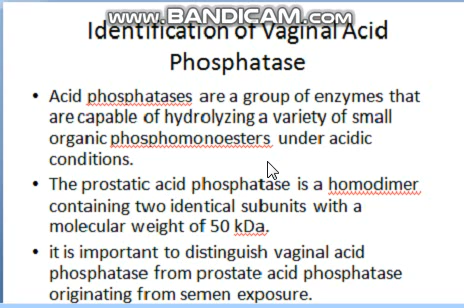 www.BANDICAM.com
Identification of Vaginal Acid
Phosphatase
• Acid phosphatases are a group of enzymes that
are capable of hydrolyzing a variety of small
organic phosphomonoesters under acidic
conditions.
• The prostatic acid phosphatase is a homodimer
containing two identical subunits with a
molecular weight of 50 kDa.
• it is important to distinguish vaginal acid
phosphatase from prostate acid phosphatase
originating from semen exposure.